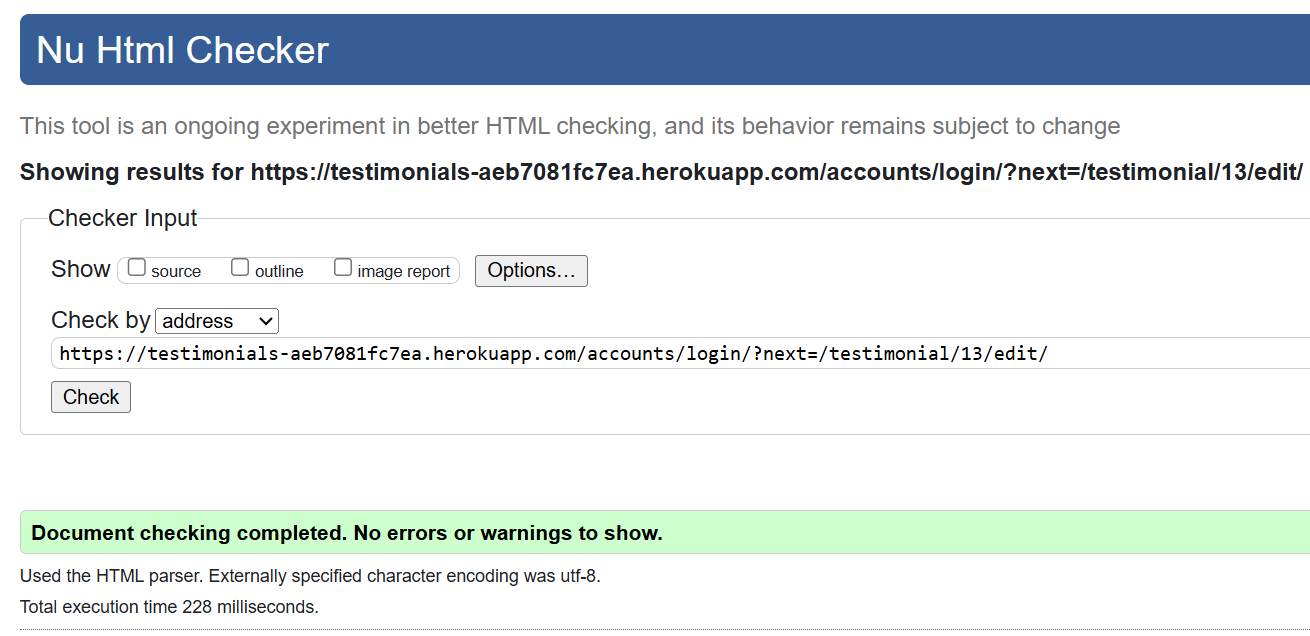 Nu Html Checker
This tool is an ongoing experiment in better HTML checking, and its behavior remains subject to change
Showing results for https://testimonials-aeb7081fc7ea.herokuapp.com/accounts/login/?next=/testimonial/13/edit/
Checker Input
Show source outline image report Options...
Check by address
https://testimonials-aeb7081fc7ea.herokuapp.com/accounts/login/?next=/testimonial/13/edit/
Check
Document checking completed. No errors or warnings to show.
Used the HTML parser. Externally specified character encoding was utf-8.
Total execution time 228 milliseconds.